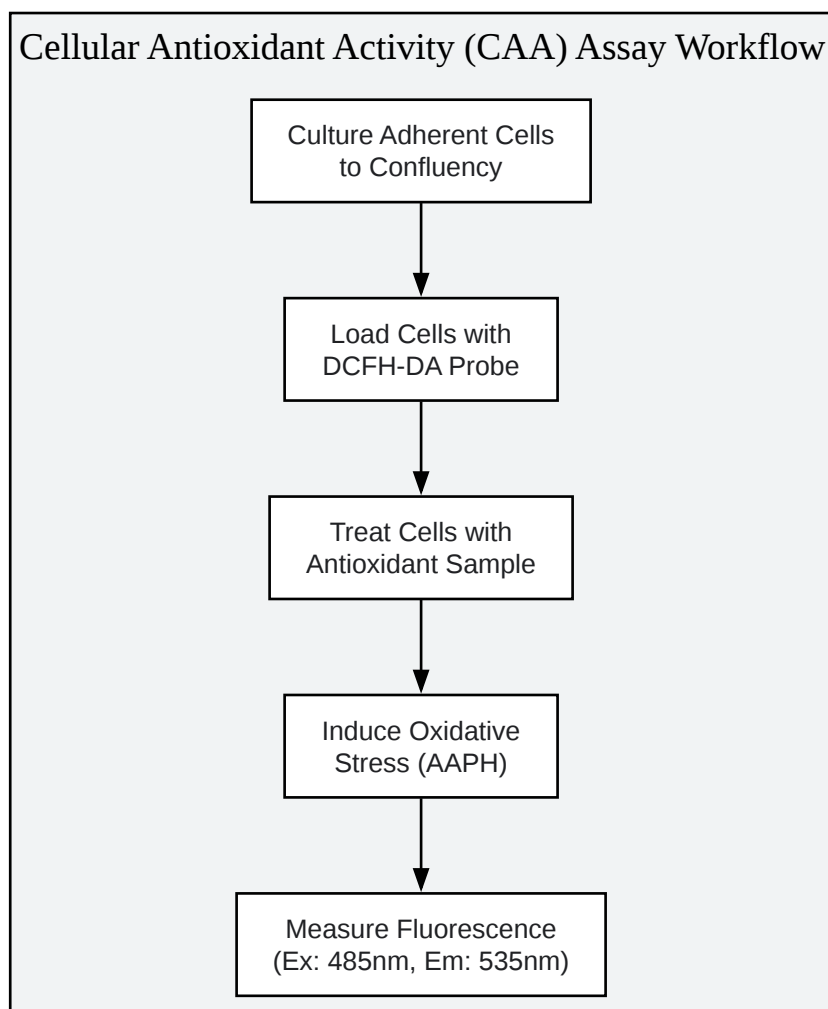 Cellular Antioxidant Activity (CAA) Assay Workflow
Culture Adherent Cells
to Confluency
Load Cells with
DCFH-DA Probe
Treat Cells with
Antioxidant Sample
Induce Oxidative
Stress (AAPH)
Measure Fluorescence
(Ex: 485nm, Em: 535nm)